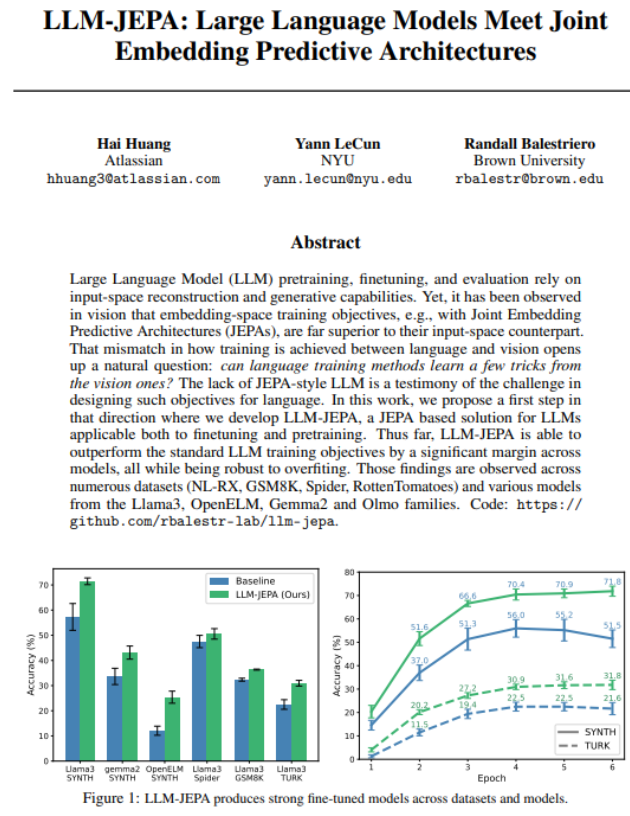 LLM-JEPA: Large Language Models Meet Joint
Embedding Predictive Architectures
Hai Huang
Atlassian
hhuang3@atlassian.com
Yann LeCun
NYU
yann.lecun@nyu.edu
Randall Balestriero
Brown University
rbalestr@brown.edu
Abstract
Large Language Model (LLM) pretraining, finetuning, and evaluation rely on
input-space reconstruction and generative capabilities. Yet, it has been observed
in vision that embedding-space training objectives, e.g., with Joint Embedding
Predictive Architectures (JEPAs), are far superior to their input-space counterpart.
That mismatch in how training is achieved between language and vision opens
up a natural question: can language training methods learn a few tricks from
the vision ones? The lack of JEPA-style LLM is a testimony of the challenge in
designing such objectives for language. In this work, we propose a first step in
that direction where we develop LLM-JEPA, a JEPA based solution for LLMs
applicable both to finetuning and pretraining. Thus far, LLM-JEPA is able to
outperform the standard LLM training objectives by a significant margin across
models, all while being robust to overfiting. Those findings are observed across
numerous datasets (NL-RX, GSM8K, Spider, RottenTomatoes) and various models
from the Llama3, OpenELM, Gemma2 and Olmo families. Code: https://
github.com/rbalestr-lab/llm-jepa.
Accuracy (%)
70
60
50
40
30
20
10
0
Baseline
LLM-JEPA (Ours)
Llama3
SYNTH
gemma2
SYNTH
OpenELM
SYNTH
Llama3
Spider
Llama3
GSM8K
Llama3
TURK
Accuracy (%)
80
70
60
50
40
30
20
10
0
51.6
66.6
70.4
70.9
71.8
37.0
51.3
56.0
55.2
51.5
20.2
27.2
30.9
31.6
31.8
11.5
19.4
22.5
22.5
21.6
SYNTH
TURK
1 2 3 4 5 6
Epoch
Figure 1: LLM-JEPA produces strong fine-tuned models across datasets and models.